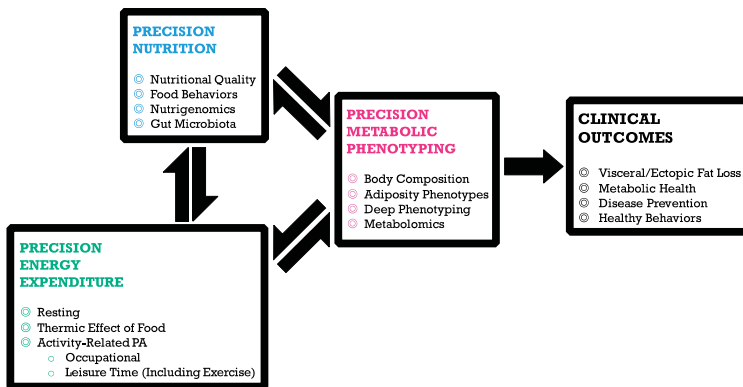 PRECISION
NUTRITION
Nutritional Quality
Food Behaviors
Nutrigenomics
Gut Microbiota
PRECISION
METABOLIC
PHENOTYPING
Body Composition
Adiposity Phenotypes
Deep Phenotyping
Metabolomics
CLINICAL
OUTCOMES
Visceral/Ectopic Fat Loss
Metabolic Health
Disease Prevention
Healthy Behaviors
PRECISION
ENERGY
EXPENDITURE
Resting
Thermic Effect of Food
Activity-Related PA
Occupational
Leisure Time (Including Exercise)